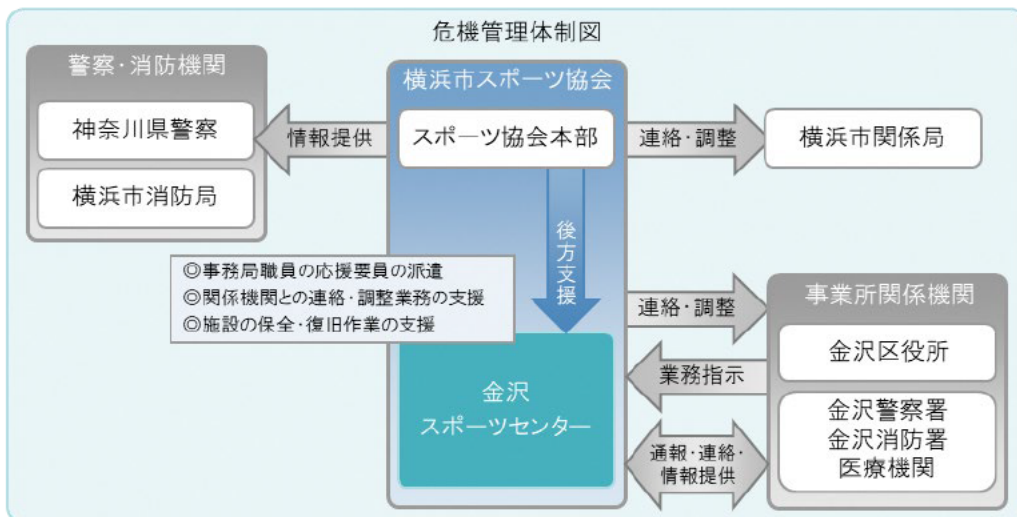 危機管理体制図
警察・消防機関
神奈川県警察
横浜市消防局
情報提供
横浜市スポーツ協会
スポーツ協会本部
連絡・調整
横浜市関係局
後方支援
◎事務局職員の応援要員の派遣
◎関係機関との連絡・調整業務の支援
◎施設の保全・復旧作業の支援
金沢
スポーツセンター
連絡・調整
業務指示
通報・連絡・
情報提供
事業所関係機関
金沢区役所
金沢警察署
金沢消防署
医療機関